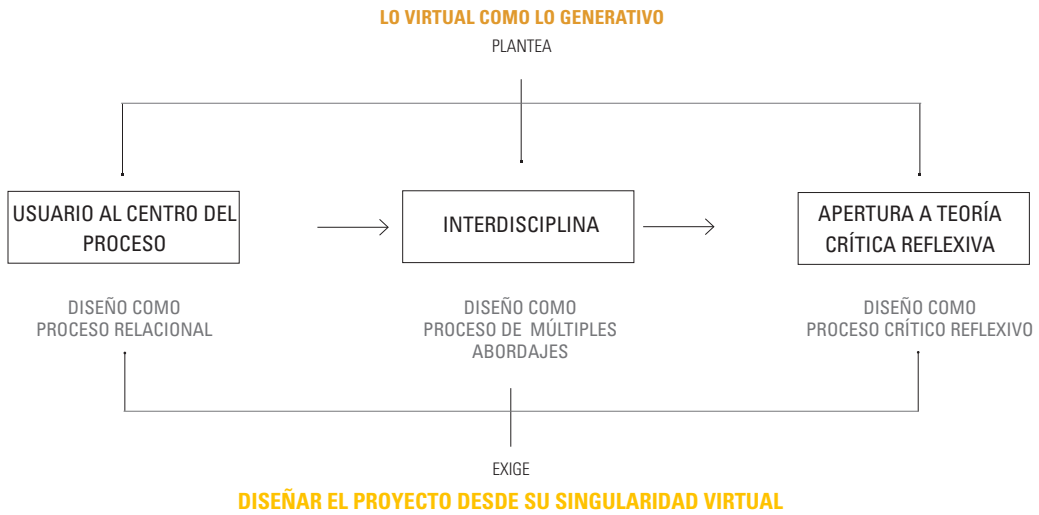 LO VIRTUAL COMO LO GENERATIVO
PLANTEA
USUARIO AL CENTRO DEL
PROCESO
INTERDISCIPLINA
APERTURA A TEORÍA
CRÍTICA REFLEXIVA
DISEÑO COMO
PROCESO RELACIONAL
DISEÑO COMO
PROCESO DE MÚLTIPLES
ABORDAJES
DISEÑO COMO
PROCESO CRÍTICO REFLEXIVO
EXIGE
DISEÑAR EL PROYECTO DESDE SU SINGULARIDAD VIRTUAL